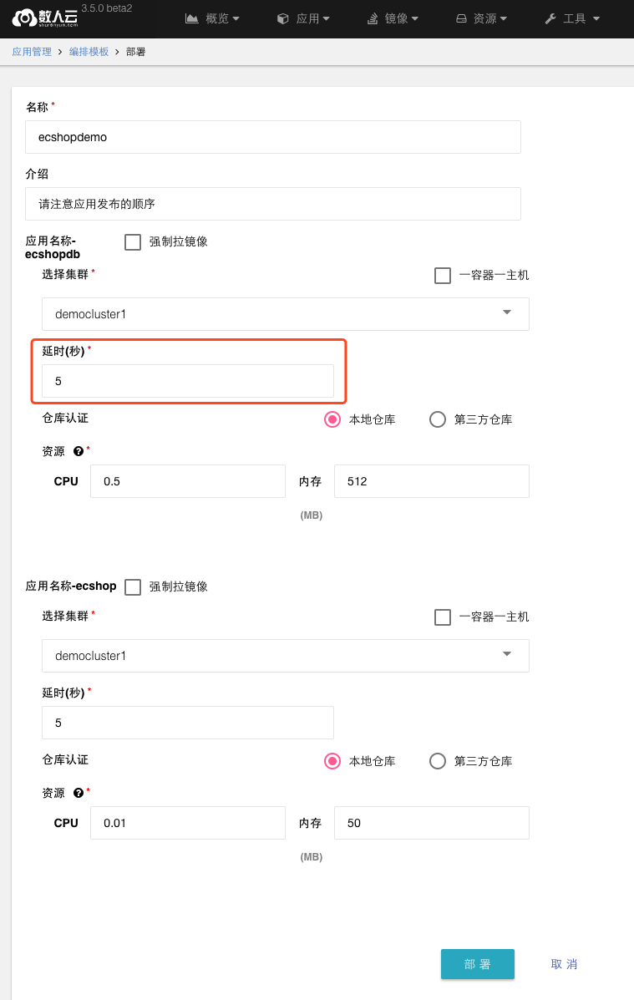 数人云 3.5.0 beta2 概览 应用 镜像 资源 工具
shurenyun.com
应用管理 > 编排模板 > 部署
名称 *
ecshopdemo
介绍
请注意应用发布的顺序
应用名称-
ecshopdb
强制拉镜像
选择集群 * 一容器一主机
democluster1
延时(秒) *
5
仓库认证 本地仓库 第三方仓库
资源 ? *
CPU 0.5 内存 512
(MB)
应用名称-ecshop 强制拉镜像
选择集群 * 一容器一主机
democluster1
延时(秒) *
5
仓库认证 本地仓库 第三方仓库
资源 ? *
CPU 0.01 内存 50
(MB)
部署 取消